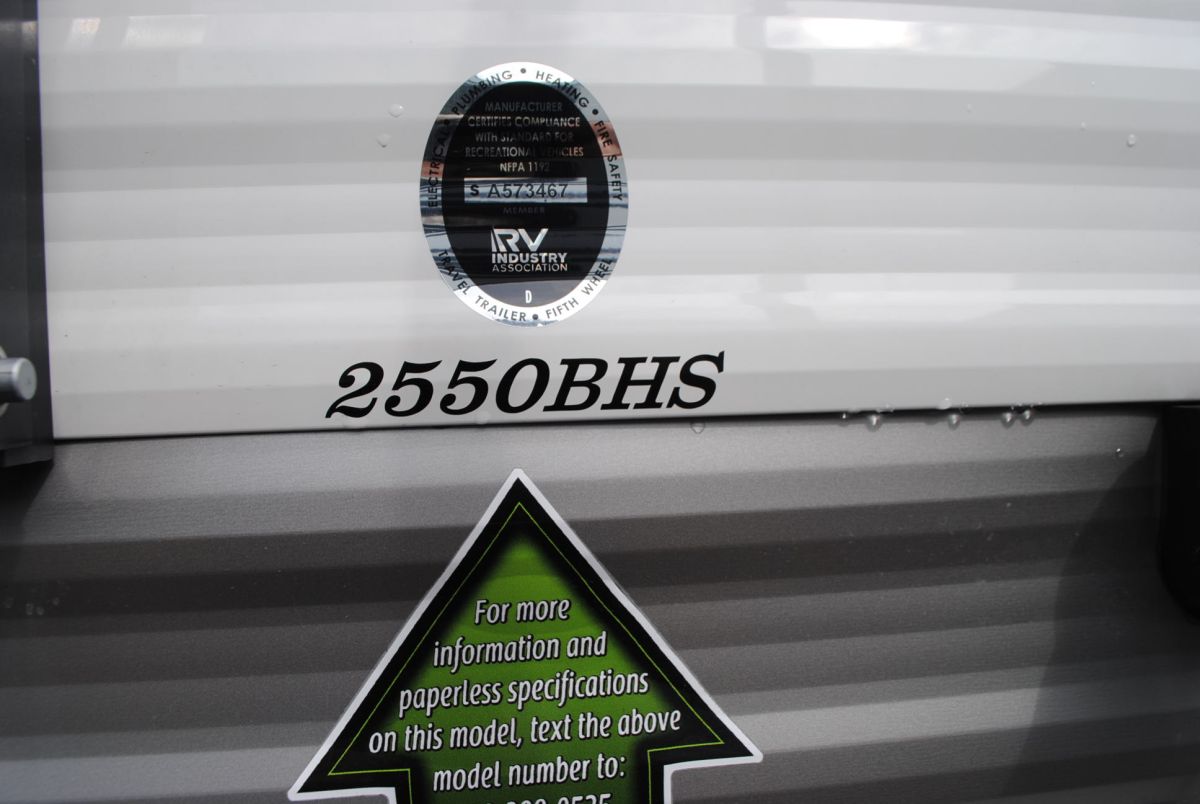 ELECTRICAL • PLUMBING • HEATING • FIRE SAFETY
MANUFACTURER
CERTIFIES COMPLIANCE
WITH STANDARD FOR
RECREATIONAL VEHICLES
NFPA 1192
S A573467
MEMBER
RV
INDUSTRY
ASSOCIATION
D
TRAVEL TRAILER • FIFTH WHEEL
2550BHS
For more
information and
paperless specifications
on this model, text the above
model number to: